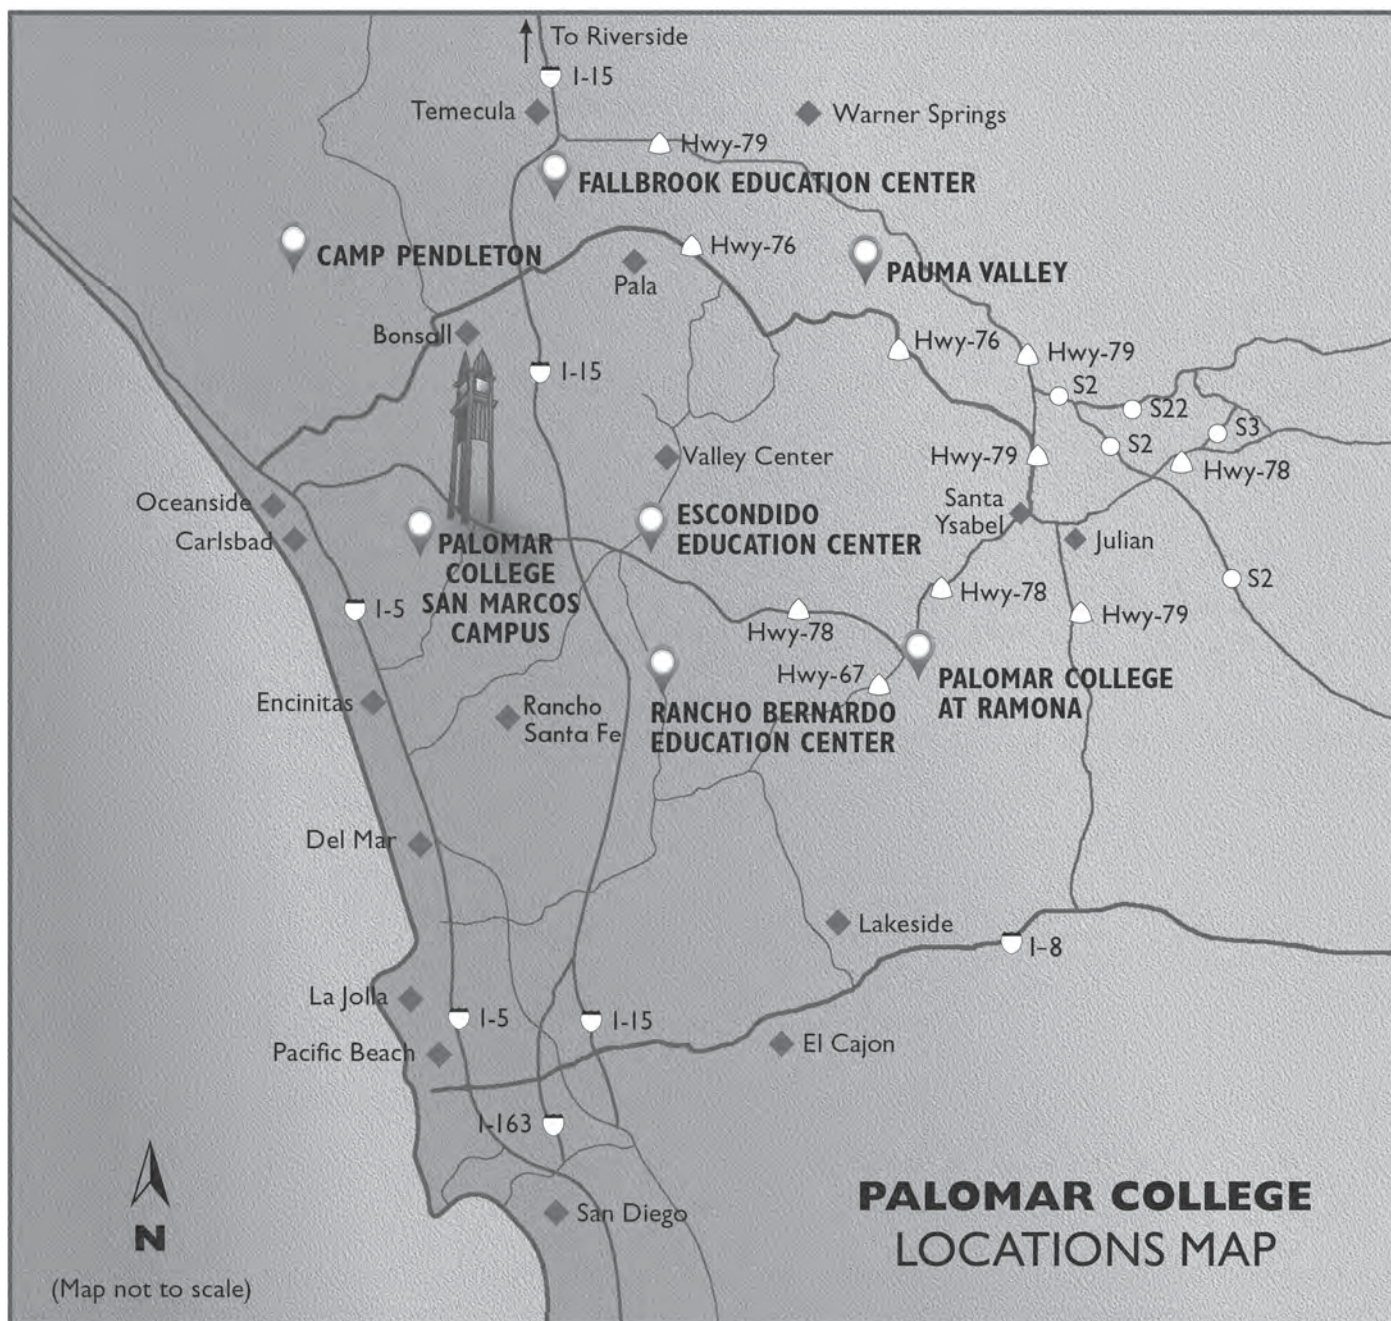 To Riverside
I-15
Temecula
Warner Springs
Hwy-79
FALLBROOK EDUCATION CENTER
Hwy-76
CAMP PENDLETON
PAUMA VALLEY
Pala
Bonsall
Hwy-76
Hwy-79
I-15
S2
S22
S3
S2
Valley Center
Hwy-79
Hwy-78
Oceanside
Santa
Ysabel
ESCONDIDO
EDUCATION CENTER
Carlsbad
PALOMAR
COLLEGE
SAN MARCOS
CAMPUS
Julian
S2
I-5
Hwy-78
Hwy-78
Hwy-79
Hwy-67
PALOMAR COLLEGE
AT RAMONA
Encinitas
Rancho
Santa Fe
RANCHO BERNARDO
EDUCATION CENTER
Del Mar
Lakeside
I-8
La Jolla
I-5
I-15
Pacific Beach
El Cajon
I-163
San Diego
N
(Map not to scale)
PALOMAR COLLEGE
LOCATIONS MAP